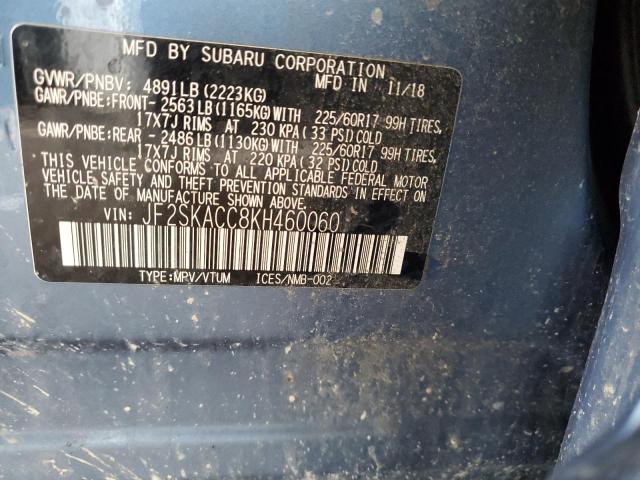 MFD BY SUBARU CORPORATION
GVWR/PNBV: 4891LB (2223KG) MFD IN 11/18
GAWR/PNBE:FRONT- 2563LB(1165KG)WITH 225/60R17 99H TIRES,
17X7J RIMS AT 230 KPA(33 PSI)COLD
GAWR/PNBE:REAR - 2486LB(1130KG)WITH 225/60R17 99H TIRES,
17X7J RIMS AT 220 KPA(32 PSI)COLD
THIS VEHICLE CONFORMS TO ALL APPLICABLE FEDERAL MOTOR
VEHICLE SAFETY AND THEFT PREVENTION STANDARDS IN EFFECT ON
THE DATE OF MANUFACTURE SHOWN ABOVE.
VIN: JF2SKACC8KH460060
TYPE:MPV/VTUM ICES/NMB-002